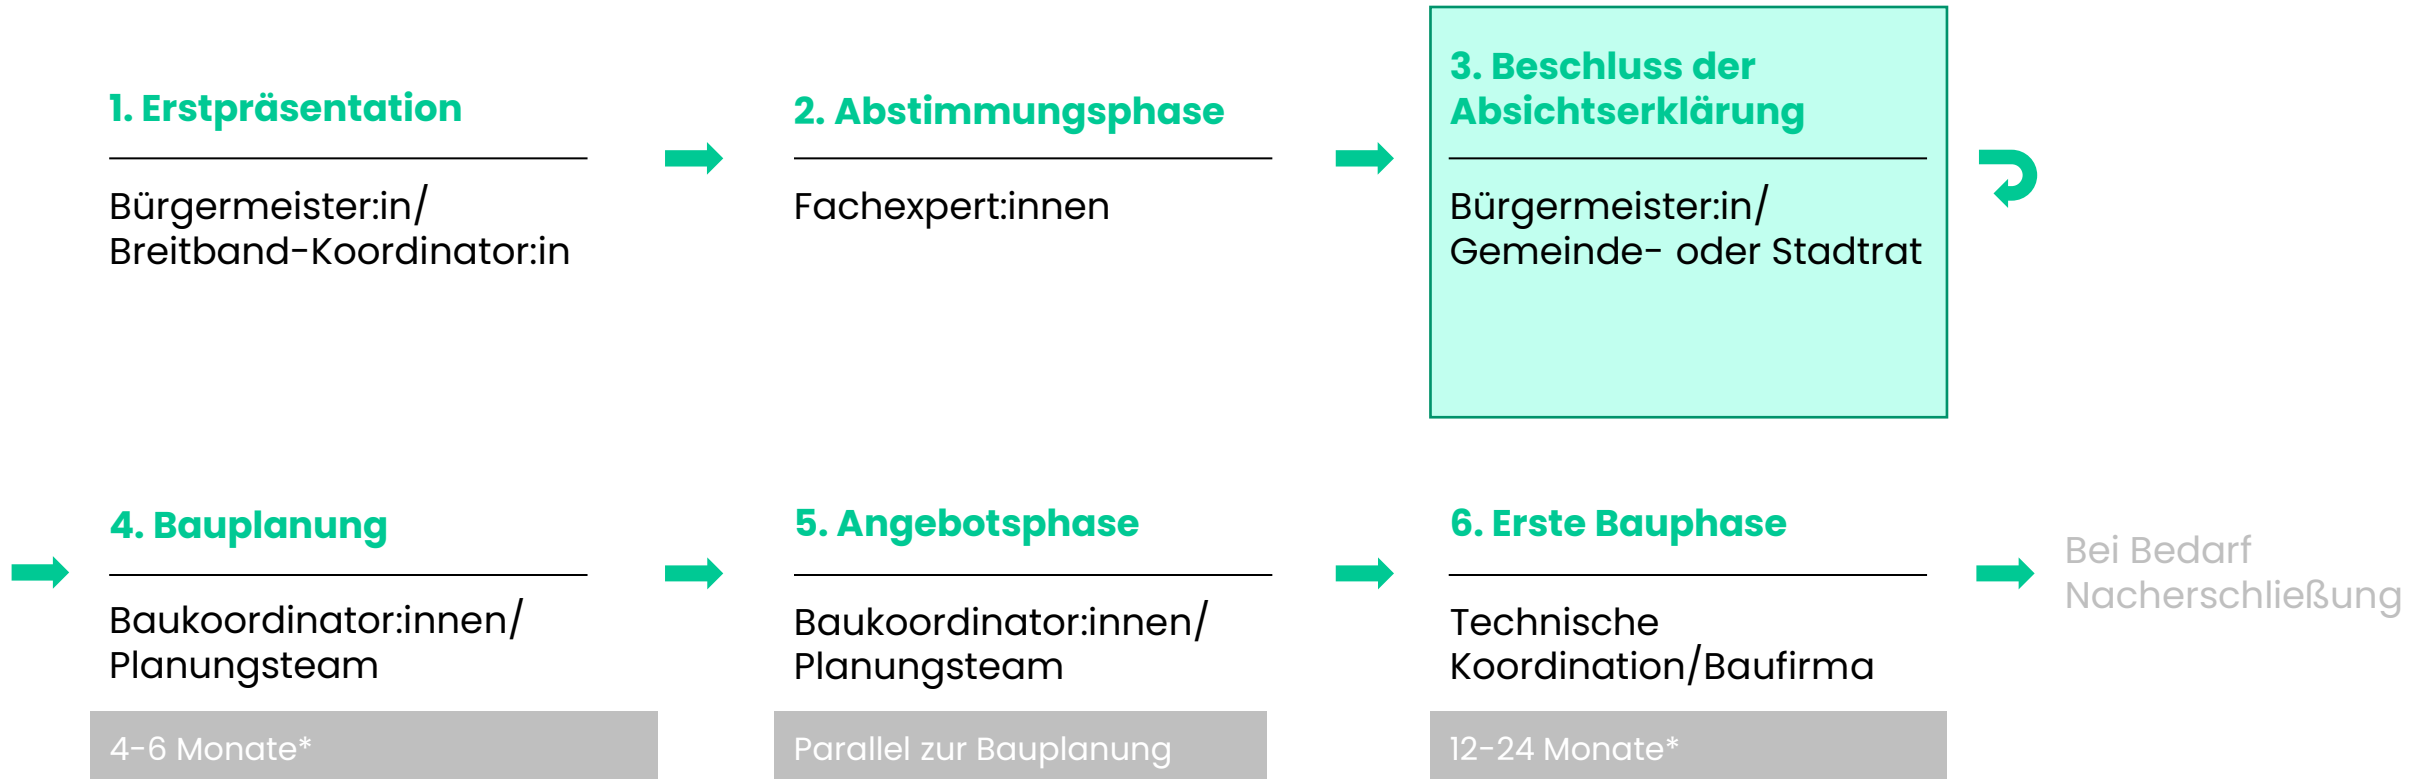 1. Erstpräsentation
Bürgermeister:in/
Breitband-Koordinator:in
2. Abstimmungsphase
Fachexpert:innen
3. Beschluss der
Absichtserklärung
Bürgermeister:in/
Gemeinde- oder Stadtrat
4. Bauplanung
Baukoordinator:innen/
Planungsteam
4-6 Monate*
5. Angebotsphase
Baukoordinator:innen/
Planungsteam
Parallel zur Bauplanung
6. Erste Bauphase
Technische
Koordination/Baufirma
12-24 Monate*
Bei Bedarf
Nacherschließung